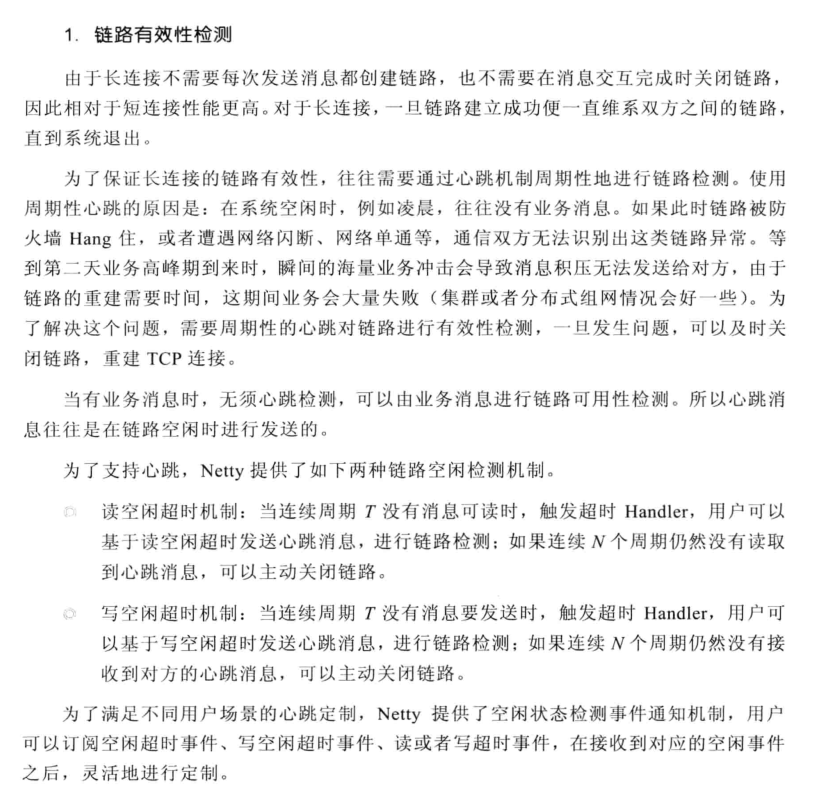 1. 链路有效性检测
由于长连接不需要每次发送消息都创建链路，也不需要在消息交互完成时关闭链路，
因此相对于短连接性能更高。对于长连接，一旦链路建立成功便一直维系双方之间的链路，
直到系统退出。
为了保证长连接的链路有效性，往往需要通过心跳机制周期性地进行链路检测。使用
周期性心跳的原因是：在系统空闲时，例如凌晨，往往没有业务消息。如果此时链路被防
火墙 Hang 住，或者遭遇网络闪断、网络单通等，通信双方无法识别出这类链路异常。等
到第二天业务高峰期到来时，瞬间的海量业务冲击会导致消息积压无法发送给对方，由于
链路的重建需要时间，这期间业务会大量失败（集群或者分布式组网情况会好一些）。为
了解决这个问题，需要周期性的心跳对链路进行有效性检测，一旦发生问题，可以及时关
闭链路，重建 TCP 连接。
当有业务消息时，无须心跳检测，可以由业务消息进行链路可用性检测。所以心跳消
息往往是在链路空闲时进行发送的。
为了支持心跳，Netty 提供了如下两种链路空闲检测机制。
读空闲超时机制：当连续周期 T 没有消息可读时，触发超时 Handler，用户可以
基于读空闲超时发送心跳消息，进行链路检测；如果连续 N 个周期仍然没有读取
到心跳消息，可以主动关闭链路。
写空闲超时机制：当连续周期 T 没有消息要发送时，触发超时 Handler，用户可
以基于写空闲超时发送心跳消息，进行链路检测；如果连续 N 个周期仍然没有接
收到对方的心跳消息，可以主动关闭链路。
为了满足不同用户场景的心跳定制，Netty 提供了空闲状态检测事件通知机制，用户
可以订阅空闲超时事件、写空闲超时事件、读或者写超时事件，在接收到对应的空闲事件
之后，灵活地进行定制。